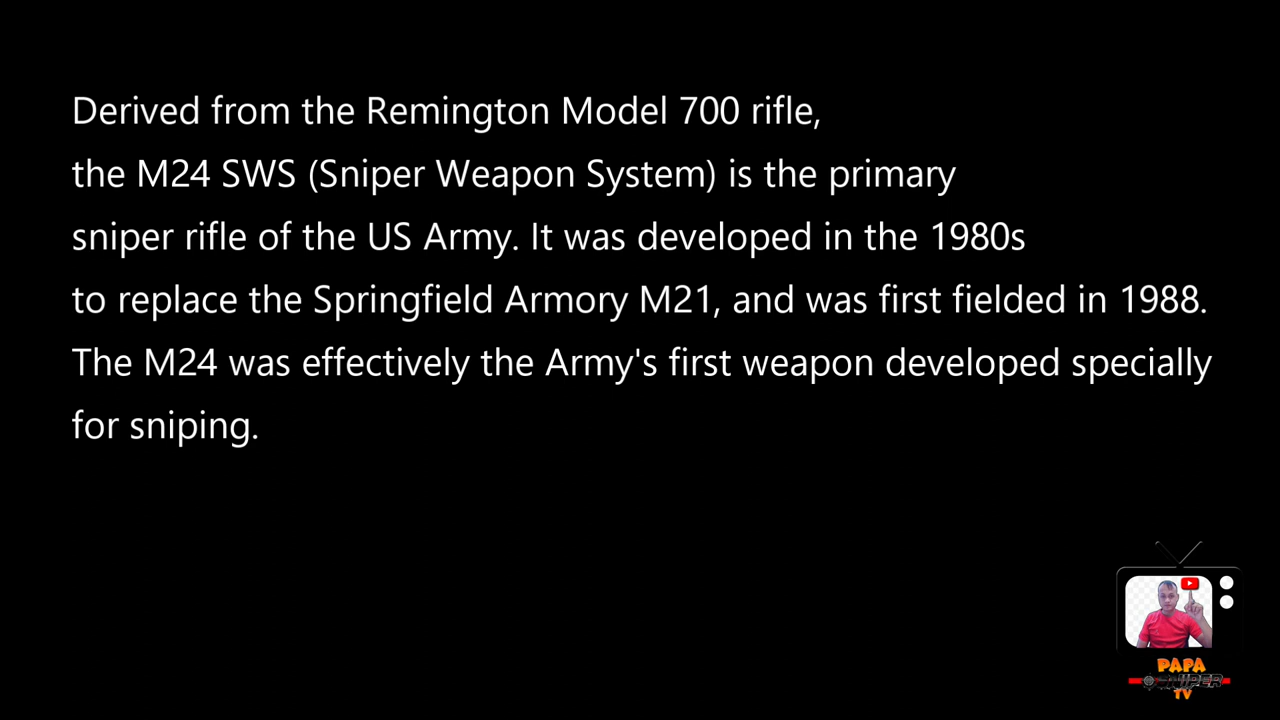 Derived from the Remington Model 700 rifle,
the M24 SWS (Sniper Weapon System) is the primary
sniper rifle of the US Army. It was developed in the 1980s
to replace the Springfield Armory M21, and was first fielded in 1988.
The M24 was effectively the Army's first weapon developed specially
for sniping.
PAPA
SNIPER
TV